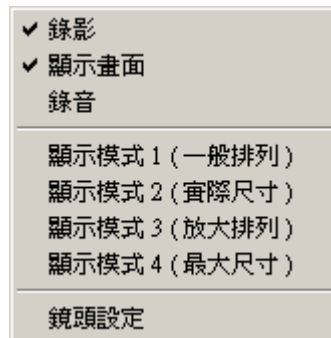 錄影
顯示畫面
錄音
顯示模式 1 ( 一般排列 )
顯示模式 2 ( 實際尺寸 )
顯示模式 3 ( 放大排列 )
顯示模式 4 ( 最大尺寸 )
鏡頭設定